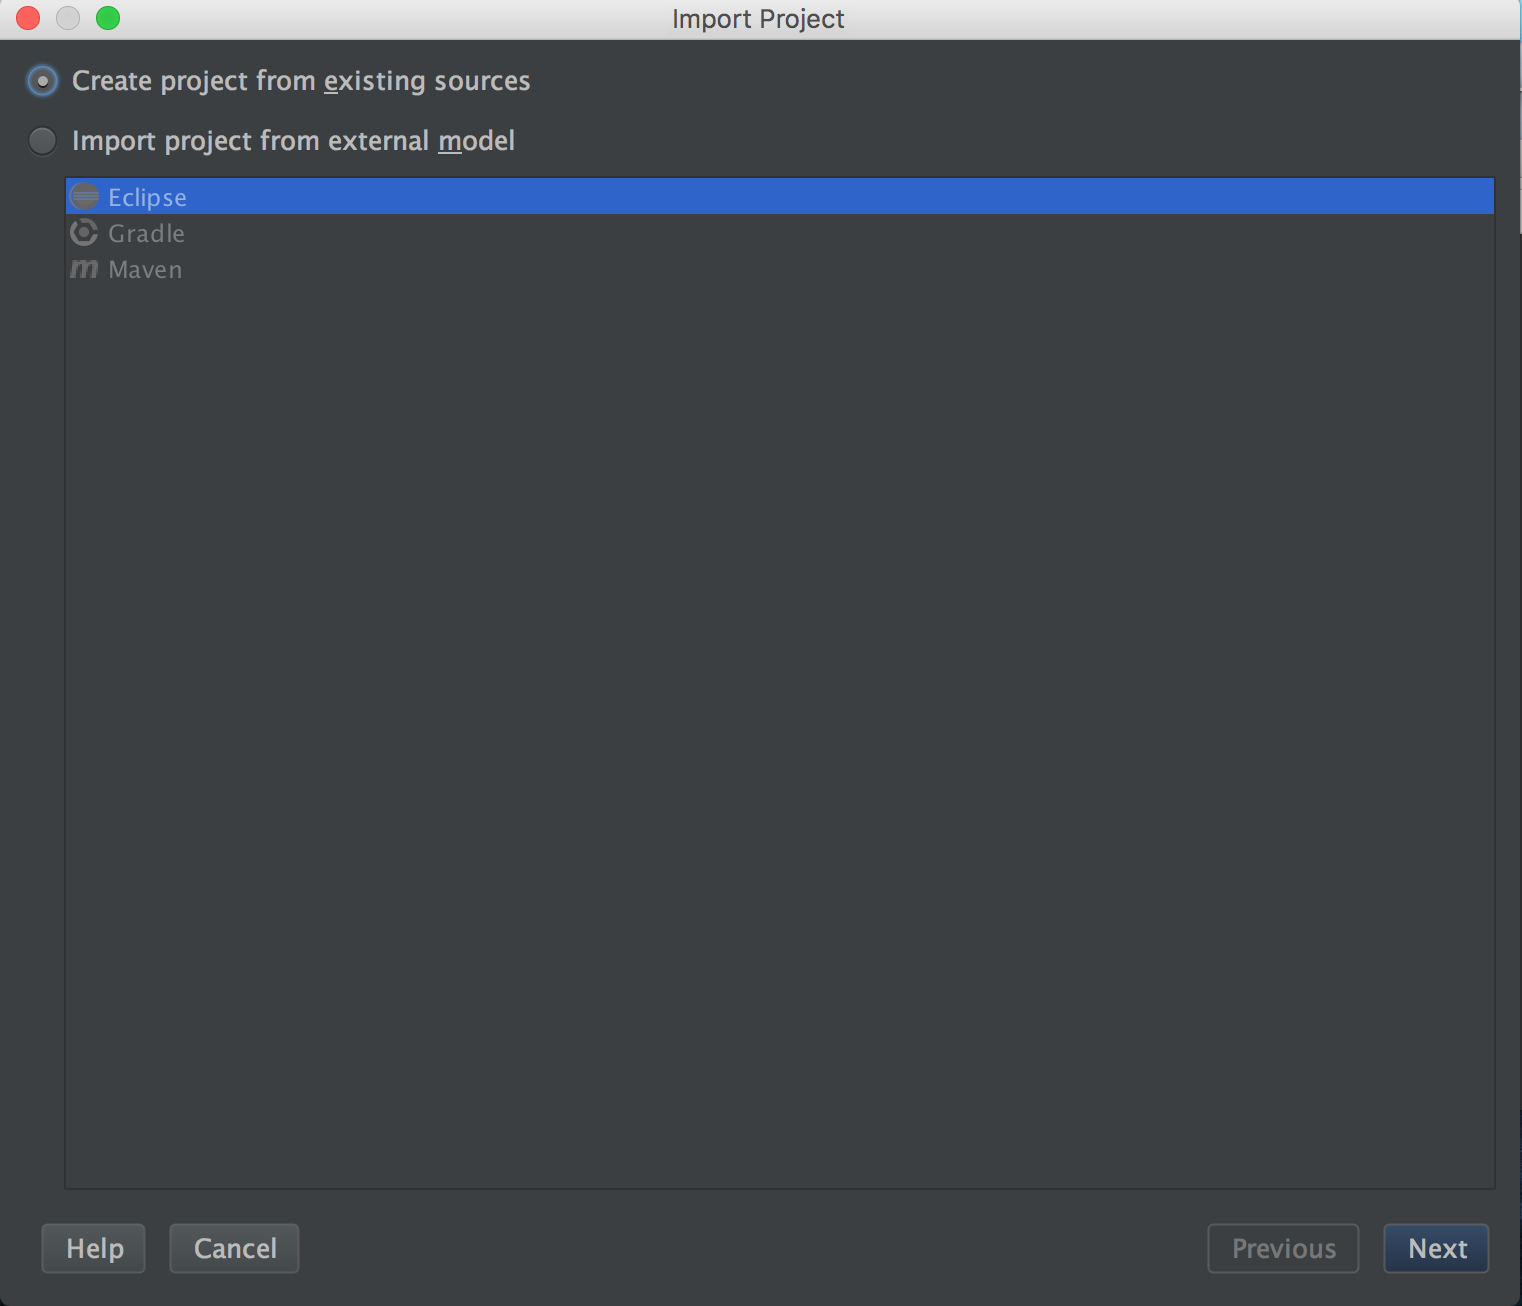 Import Project
Create project from existing sources
Import project from external model
Eclipse
Gradle
m Maven
Help Cancel Previous Next